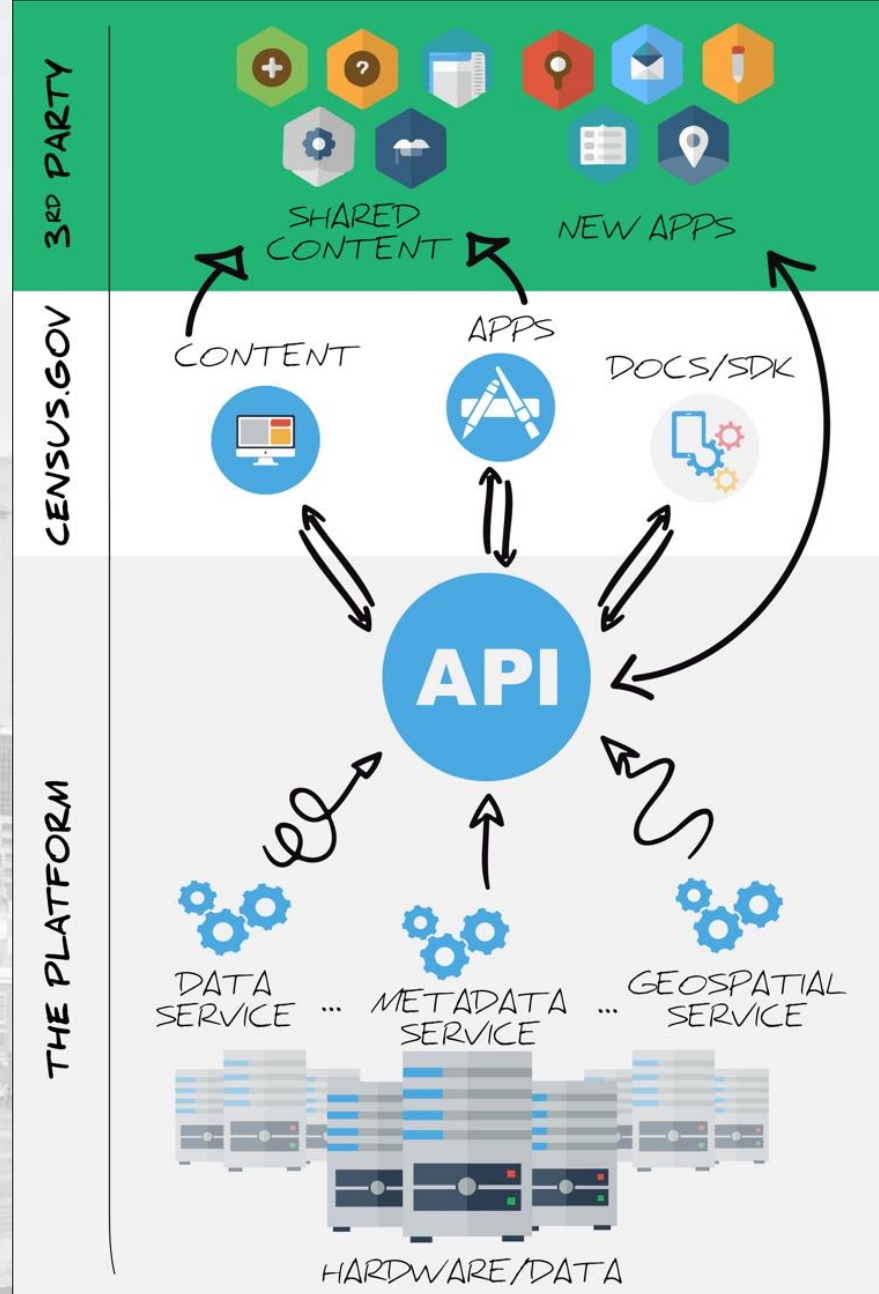 3RD PARTY
SHARED
CONTENT
NEW APPS
CENSUS.GOV
CONTENT
APPS
DOCS/SDK
THE PLATFORM
API
DATA
SERVICE
...
METADATA
SERVICE
...
GEOSPATIAL
SERVICE
HARDWARE/DATA